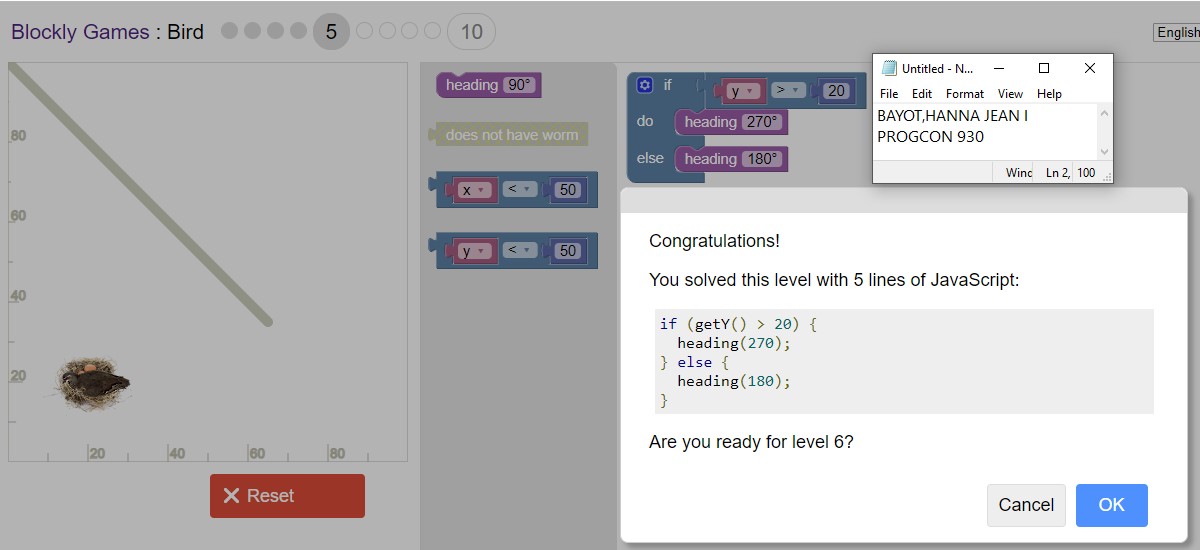 Blockly Games : Bird 5 10
English
80
60
40
20
20 40 60 80
Reset
heading 90°
does not have worm
x < 50
y < 50
if y > 20
do heading 270°
else heading 180°
Untitled - N...
File Edit Format View Help
BAYOT,HANNA JEAN I
PROGCON 930
Winc Ln 2, 100
Congratulations!
You solved this level with 5 lines of JavaScript:
if (getY() > 20) {
heading(270);
} else {
heading(180);
}
Are you ready for level 6?
Cancel OK